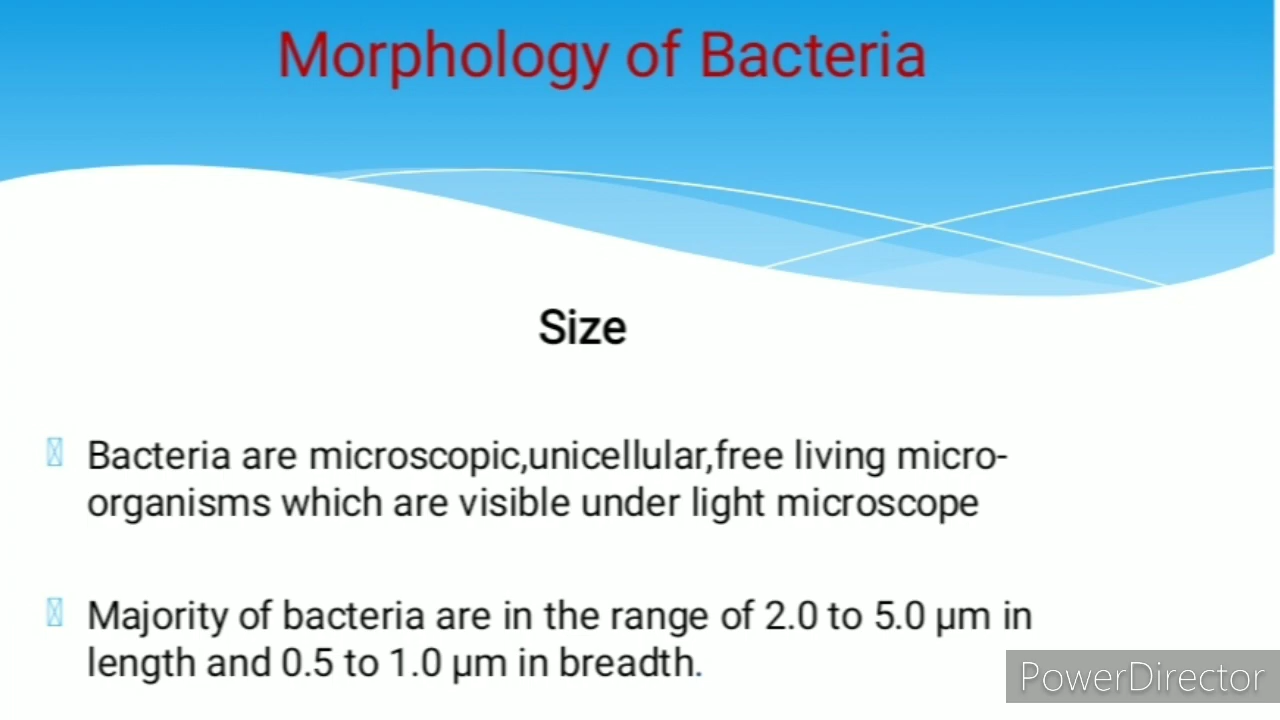 Morphology of Bacteria
Size
Bacteria are microscopic,unicellular,free living micro-
organisms which are visible under light microscope
Majority of bacteria are in the range of 2.0 to 5.0 µm in
length and 0.5 to 1.0 µm in breadth.
PowerDirector